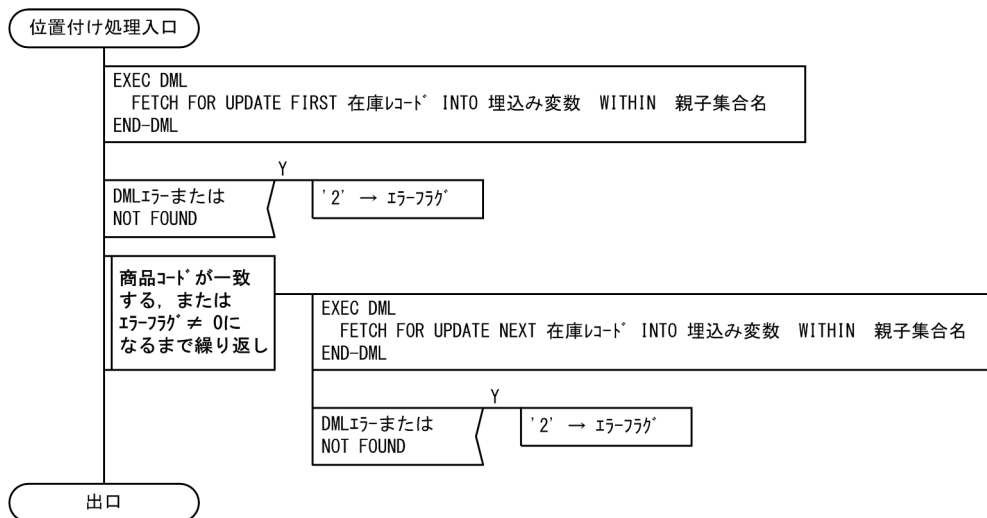 位置付け処理入口
EXEC DML
FETCH FOR UPDATE FIRST 在庫ﾚｺｰﾄﾞ INTO 埋込み変数 WITHIN 親子集合名
END-DML
Y
DMLｴﾗｰまたは
NOT FOUND
'2' → ｴﾗｰﾌﾗｸﾞ
商品ｺｰﾄﾞが一致
する，または
ｴﾗｰﾌﾗｸﾞ≠ 0に
なるまで繰り返し
EXEC DML
FETCH FOR UPDATE NEXT 在庫ﾚｺｰﾄﾞ INTO 埋込み変数 WITHIN 親子集合名
END-DML
Y
DMLｴﾗｰまたは
NOT FOUND
'2' → ｴﾗｰﾌﾗｸﾞ
出口